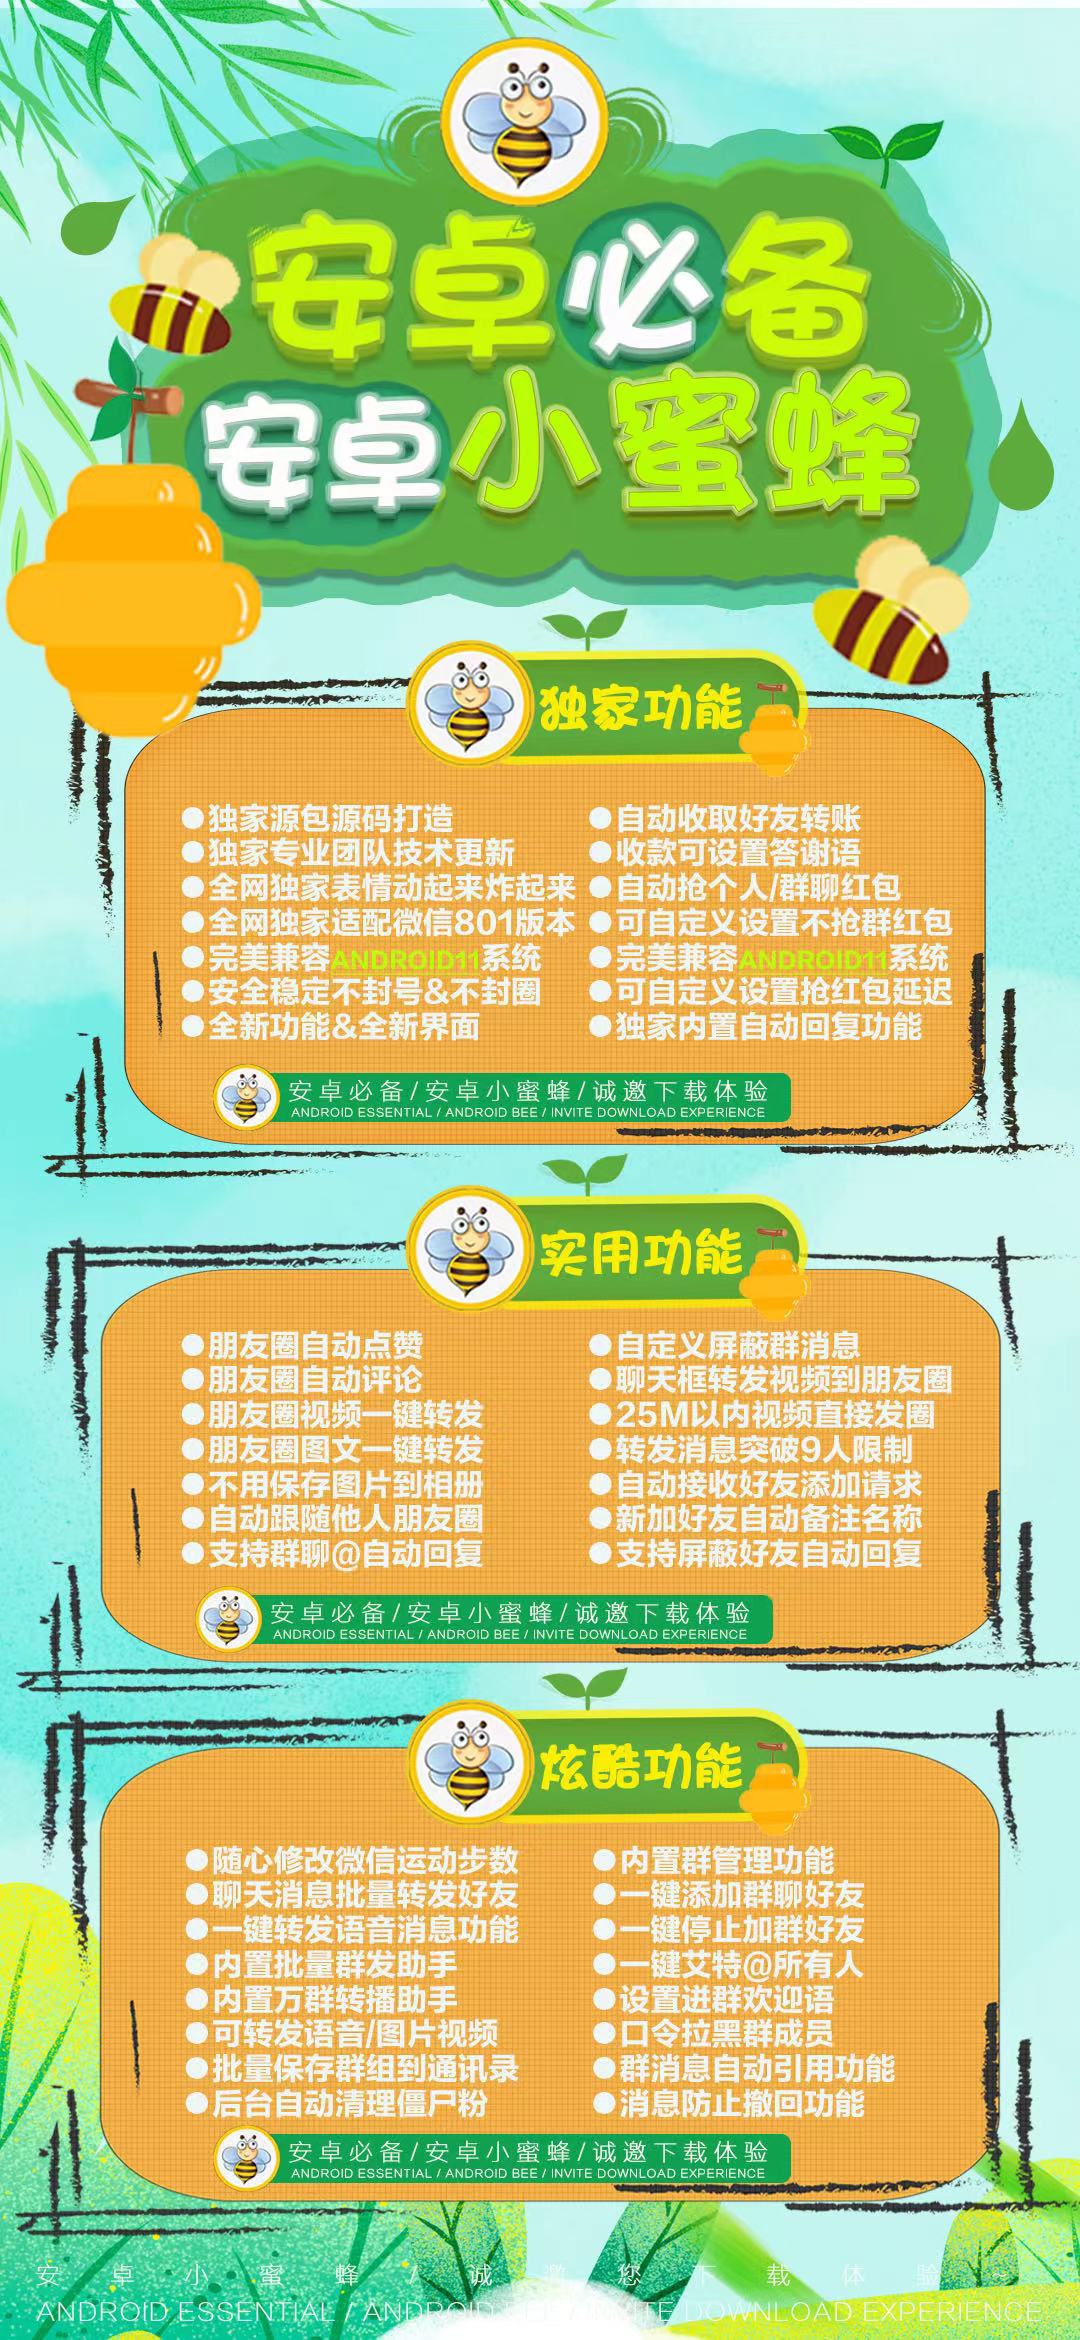 安卓必备
安卓小蜜蜂
独家功能
●独家源包源码打造
●独家专业团队技术更新
●全网独家表情动起来炸起来
●全网独家适配微信801版本
●完美兼容ANDROID11系统
●安全稳定不封号&不封圈
●全新功能&全新界面
●自动收取好友转账
●收款可设置答谢语
●自动抢个人/群聊红包
●可自定义设置不抢群红包
●完美兼容ANDROID11系统
●可自定义设置抢红包延迟
●独家内置自动回复功能
安卓必备/安卓小蜜蜂/诚邀下载体验
ANDROID ESSENTIAL / ANDROID BEE / INVITE DOWNLOAD EXPERIENCE
实用功能
●朋友圈自动点赞
●朋友圈自动评论
●朋友圈视频一键转发
●朋友圈图文一键转发
●不用保存图片到相册
●自动跟随他人朋友圈
●支持群聊@自动回复
●自定义屏蔽群消息
●聊天框转发视频到朋友圈
●25M以内视频直接发圈
●转发消息突破9人限制
●自动接收好友添加请求
●新加好友自动备注名称
●支持屏蔽好友自动回复
安卓必备/安卓小蜜蜂/诚邀下载体验
ANDROID ESSENTIAL / ANDROID BEE / INVITE DOWNLOAD EXPERIENCE
炫酷功能
●随心修改微信运动步数
●聊天消息批量转发好友
●一键转发语音消息功能
●内置批量群发助手
●内置万群转播助手
●可转发语音/图片视频
●批量保存群组到通讯录
●后台自动清理僵尸粉
●内置群管理功能
●一键添加群聊好友
●一键停止加群好友
●一键艾特@所有人
●设置进群欢迎语
●口令拉黑群成员
●群消息自动引用功能
●消息防止撤回功能
安卓必备/安卓小蜜蜂/诚邀下载体验
ANDROID ESSENTIAL / ANDROID BEE / INVITE DOWNLOAD EXPERIENCE
安卓小蜜蜂/诚邀您下载体验~
ANDROID ESSENTIAL / ANDROID BEE / INVITE DOWNLOAD EXPERIENCE